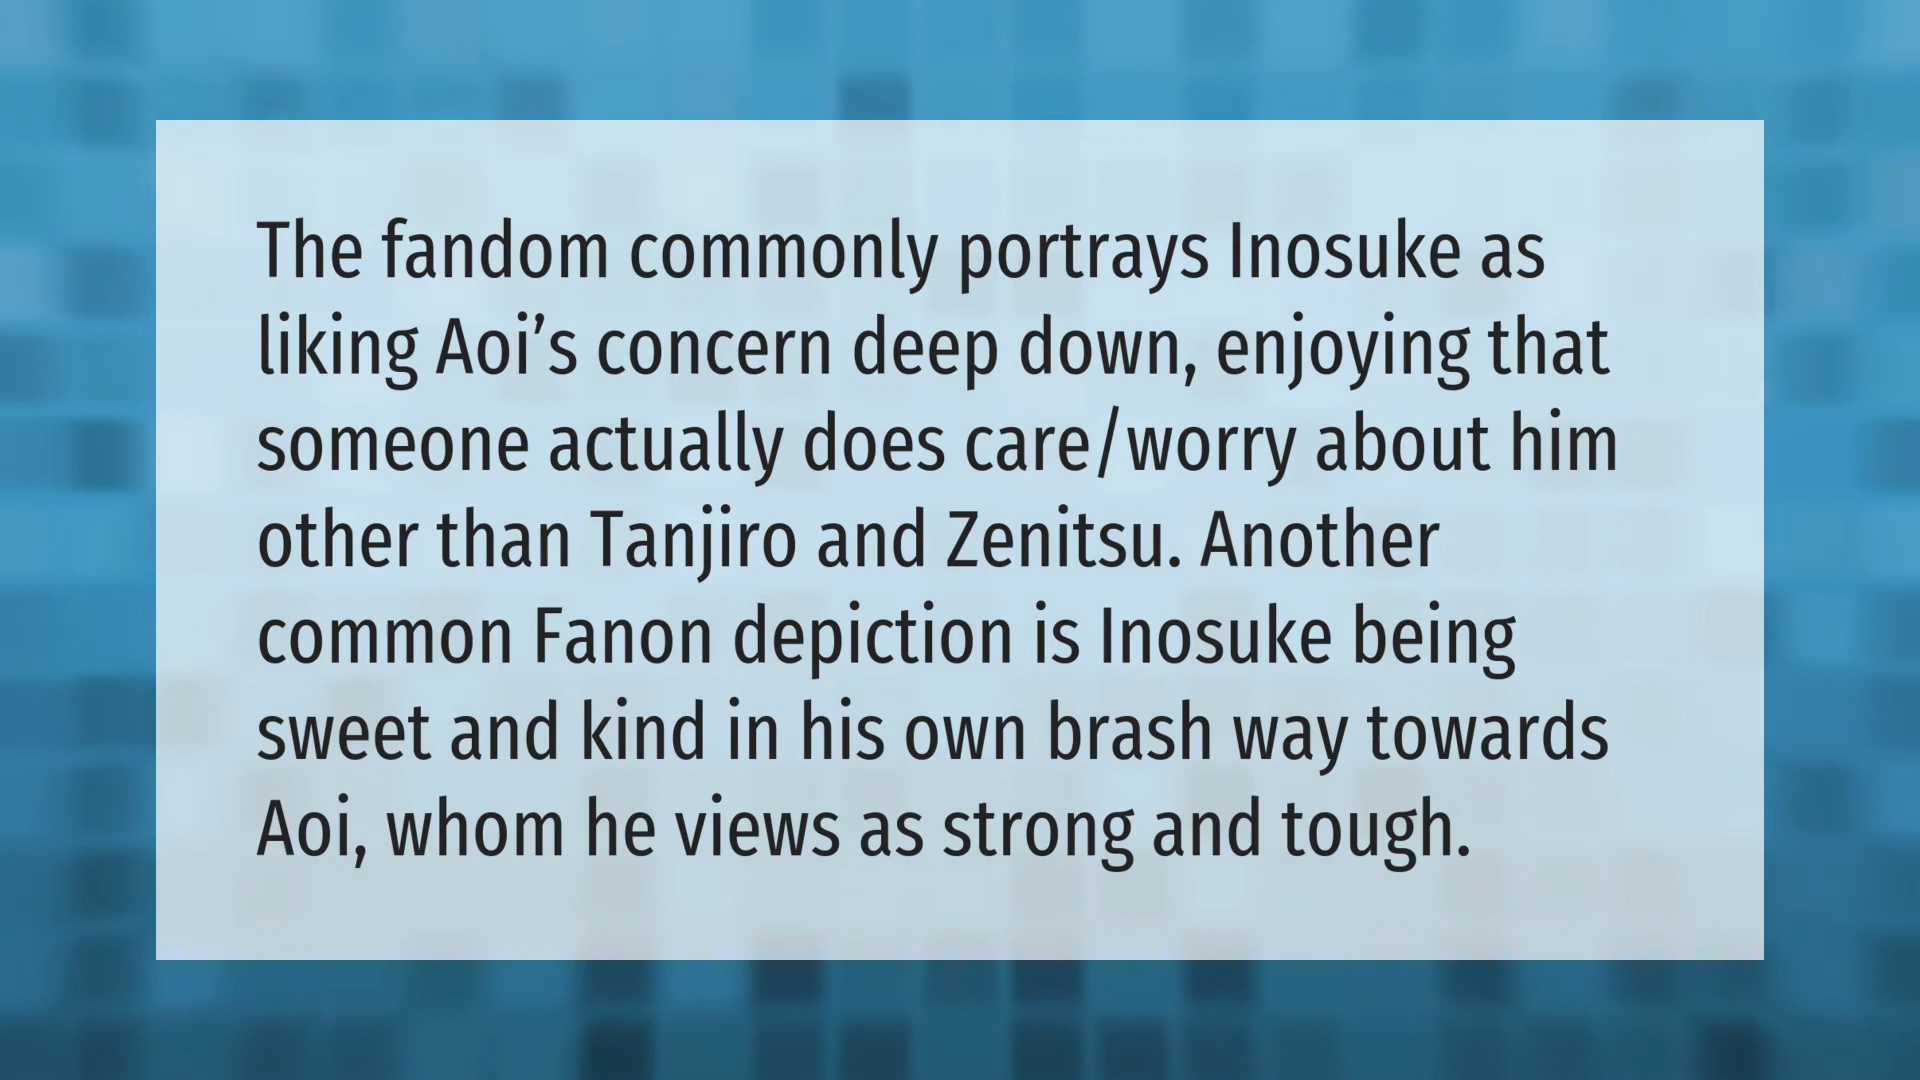 The fandom commonly portrays Inosuke as
liking Aoi’s concern deep down, enjoying that
someone actually does care/worry about him
other than Tanjiro and Zenitsu. Another
common Fanon depiction is Inosuke being
sweet and kind in his own brash way towards
Aoi, whom he views as strong and tough.